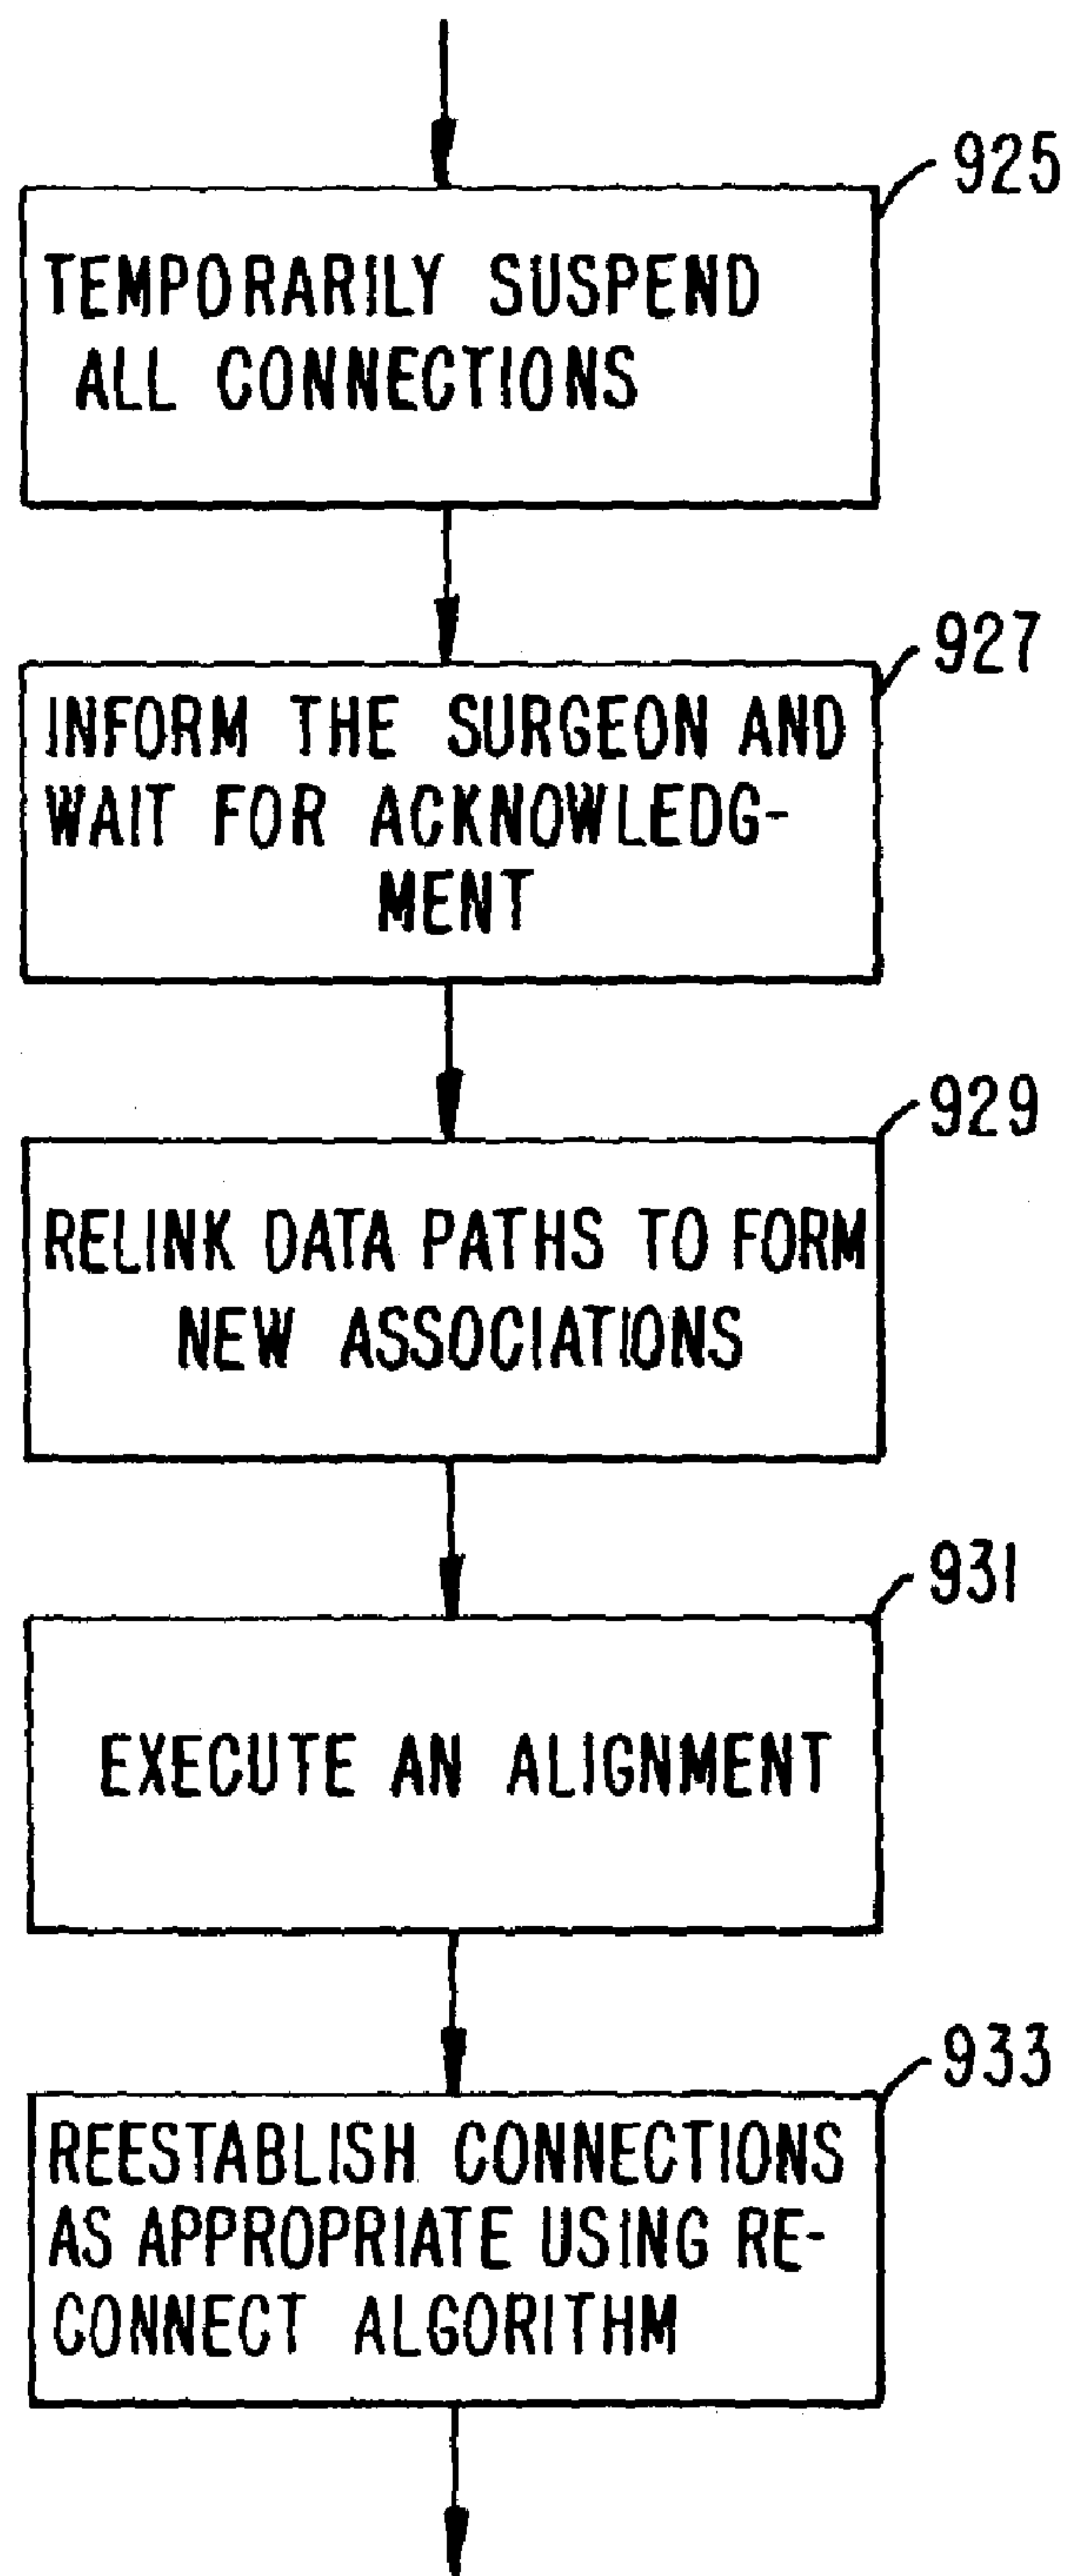 925
TEMPORARILY SUSPEND
ALL CONNECTIONS
927
INFORM THE SURGEON AND
WAIT FOR ACKNOWLEDG-
MENT
929
RELINK DATA PATHS TO FORM
NEW ASSOCIATIONS
931
EXECUTE AN ALIGNMENT
933
REESTABLISH CONNECTIONS
AS APPROPRIATE USING RE-
CONNECT ALGORITHM